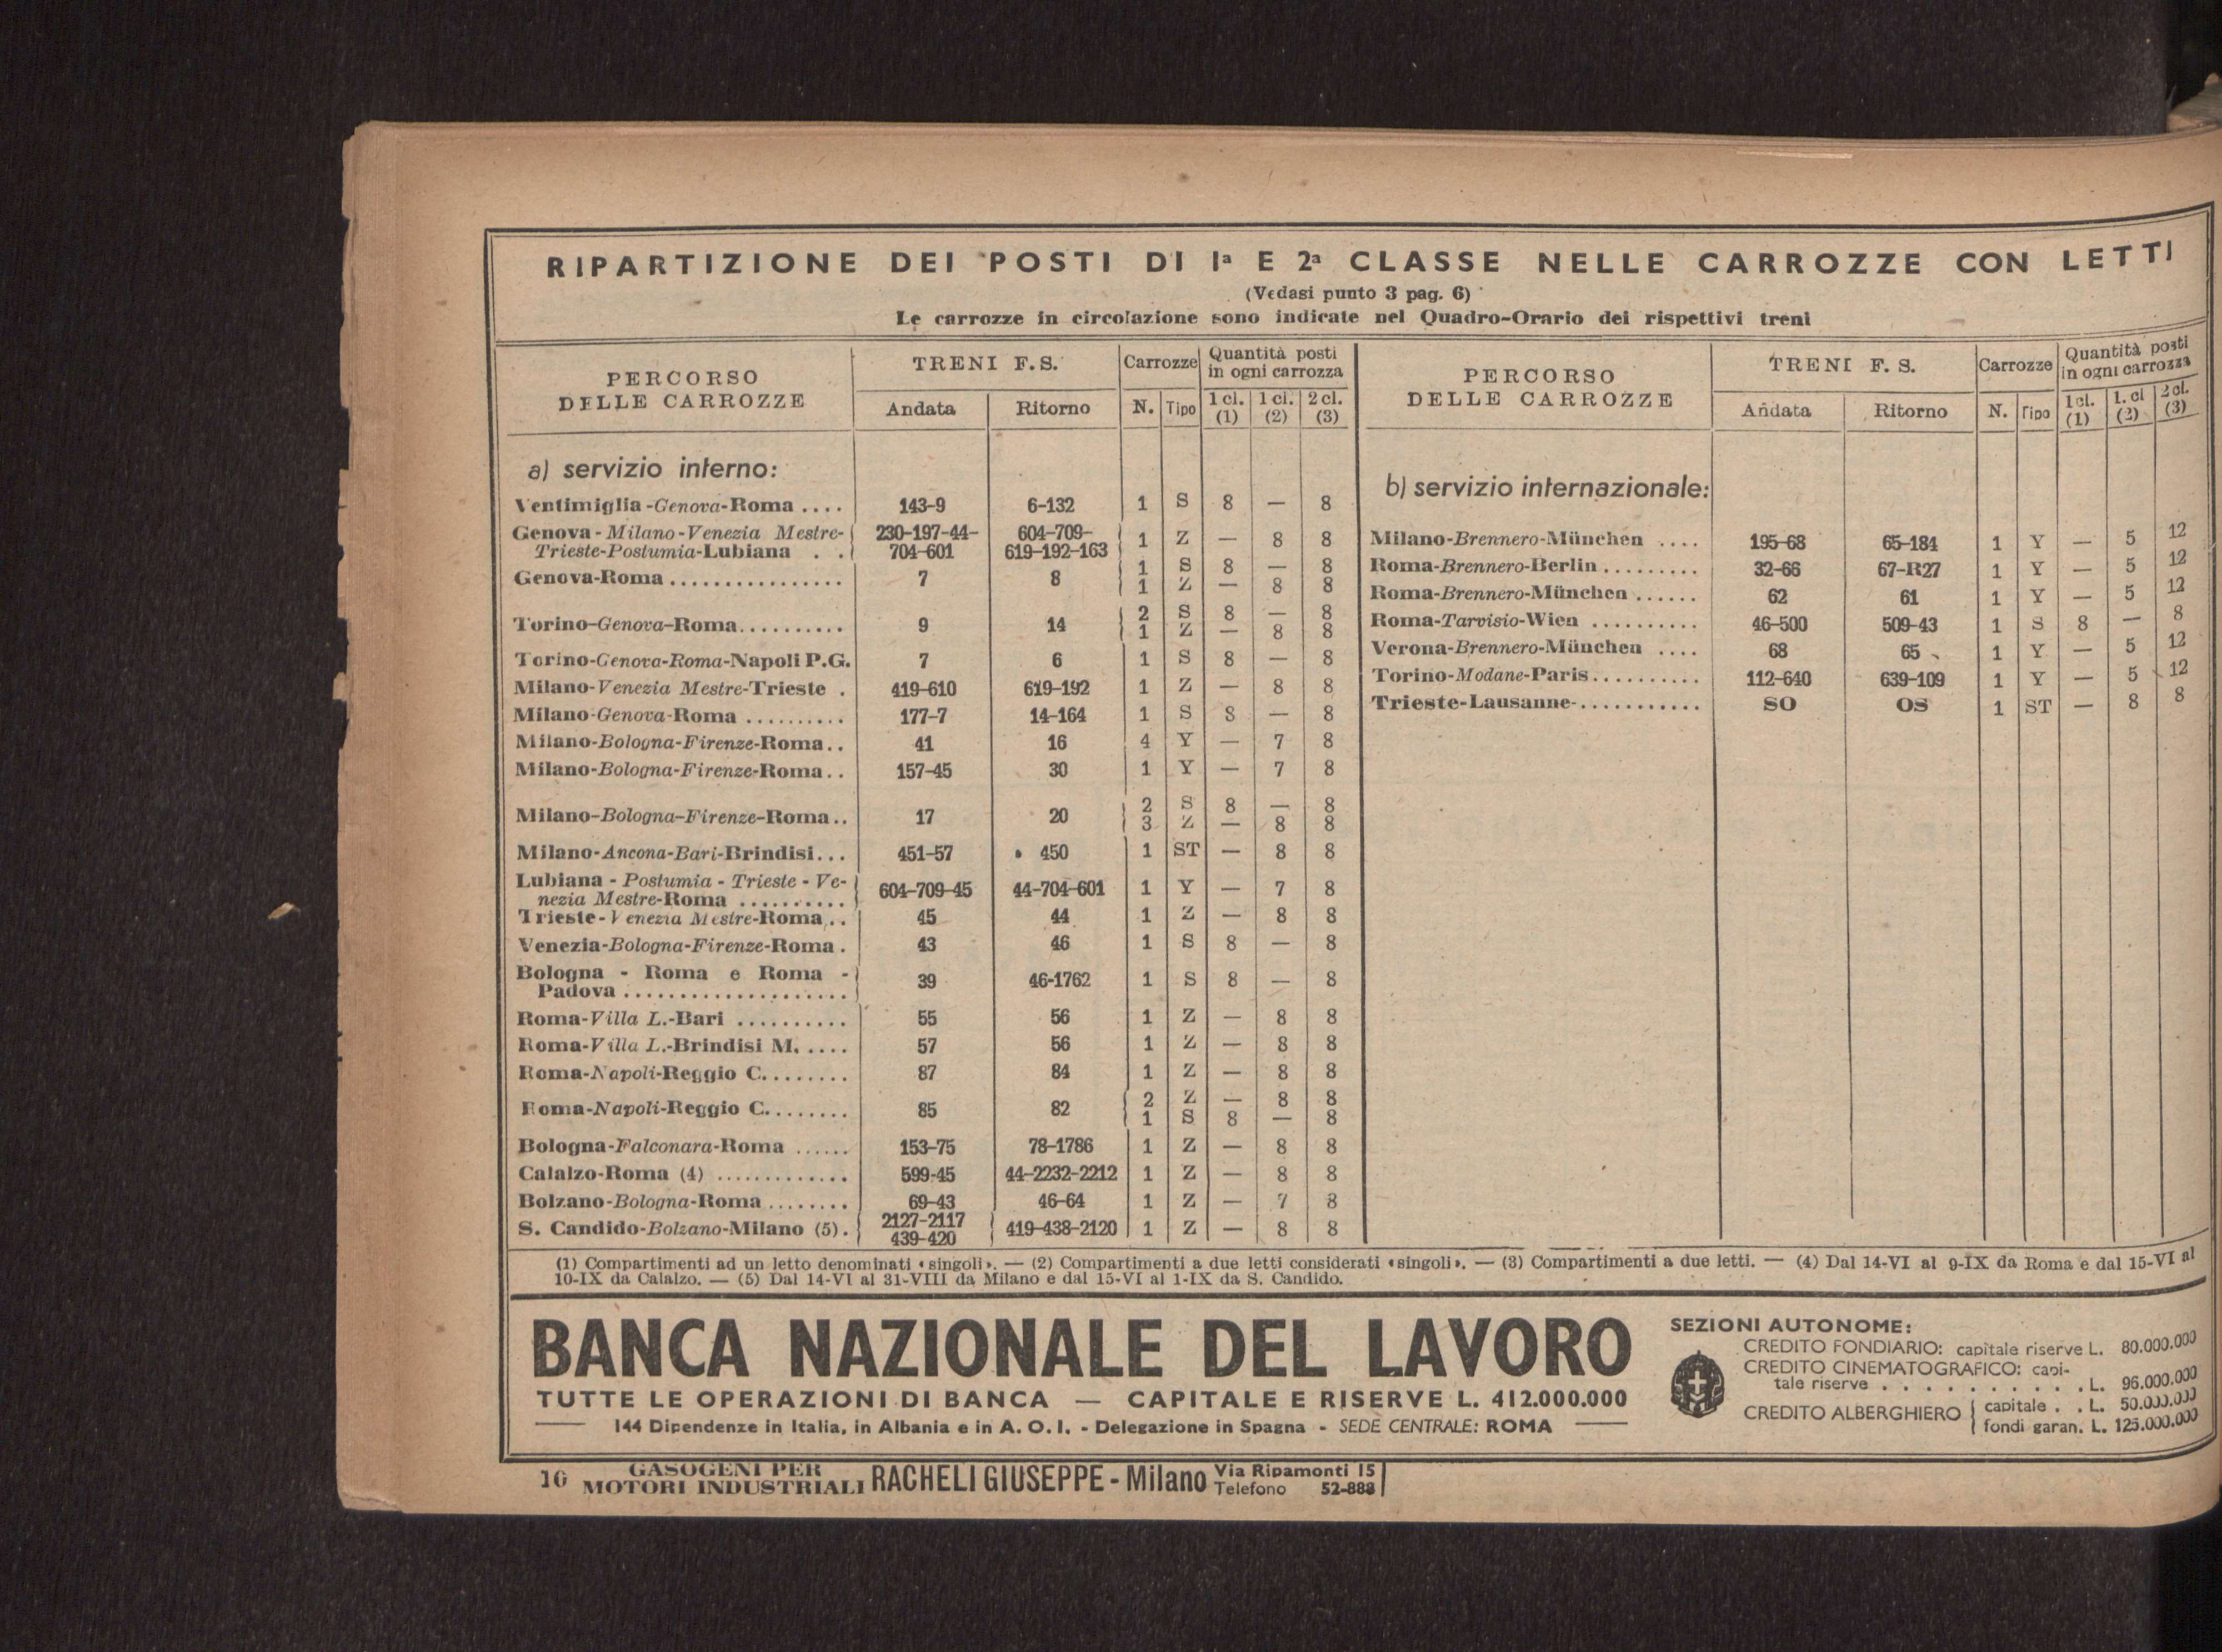 RIPARTIZIONE DEI POSTI DI Iª E 2ª CLASSE NELLE CARROZZE CON LETTI
(Vedasi punto 3 pag. 6)
Le carrozze in circolazione sono indicate nel Quadro-Orario dei rispettivi treni
PERCORSO DELLE CARROZZE | TRENI F.S. | Carrozze | Quantità posti in ogni carrozza
Andata | Ritorno | N. | Tipo | 1 cl. (1) | 1 cl. (2) | 2 cl. (3)
a) servizio interno:
Ventimiglia-Genova-Roma .... 143-9 6-132 1 S 8 — 8
Genova-Milano-Venezia Mestre- 230-197-44- 604-709-
Trieste-Postumia-Lubiana . . 704-601 619-192-163 1 Z — 8 8
Genova-Roma ................ 7 8 1 S 8 — 8
1 Z — 8 8
Torino-Genova-Roma.......... 9 14 2 S 8 — 8
1 Z — 8 8
Torino-Genova-Roma-Napoli P.G. 7 6 1 S 8 — 8
Milano-Venezia Mestre-Trieste . 419-610 619-192 1 Z — 8 8
Milano-Genova-Roma .......... 177-7 14-164 1 S 8 — 8
Milano-Bologna-Firenze-Roma.. 41 16 4 Y — 7 8
Milano-Bologna-Firenze-Roma.. 157-45 30 1 Y — 7 8
Milano-Bologna-Firenze-Roma.. 17 20 2 S 8 — 8
3 Z — 8 8
Milano-Ancona-Bari-Brindisi... 451-57 450 1 ST — 8 8
Lubiana - Postumia - Trieste - Ve-
nezia Mestre-Roma .......... 604-709-45 44-704-601 1 Y — 7 8
Trieste-Venezia Mestre-Roma .. 45 44 1 Z — 8 8
Venezia-Bologna-Firenze-Roma . 43 46 1 S 8 — 8
Bologna - Roma e Roma -
Padova .................... 39 46-1762 1 S 8 — 8
Roma-Villa L.-Bari .......... 55 56 1 Z — 8 8
Roma-Villa L.-Brindisi M. .... 57 56 1 Z — 8 8
Roma-Napoli-Reggio C........ 87 84 1 Z — 8 8
Roma-Napoli-Reggio C........ 85 82 2 Z — 8 8
1 S 8 — 8
Bologna-Falconara-Roma ...... 153-75 78-1786 1 Z — 8 8
Calalzo-Roma (4) ............. 599-45 44-2232-2212 1 Z — 8 8
Bolzano-Bologna-Roma ........ 69-43 46-64 1 Z — 7 8
S. Candido-Bolzano-Milano (5). 2127-2117 439-420 419-438-2120 1 Z — 8 8
PERCORSO DELLE CARROZZE | TRENI F. S. | Carrozze | Quantità posti in ogni carrozza
Andata | Ritorno | N. | Tipo | 1 cl. (1) | 1. cl (2) | 2 cl. (3)
b) servizio internazionale:
Milano-Brennero-München .... 195-68 65-184 1 Y — 5 12
Roma-Brennero-Berlin ......... 32-66 67-R27 1 Y — 5 12
Roma-Brennero-München ...... 62 61 1 Y — 5 12
Roma-Tarvisio-Wien .......... 46-500 509-43 1 S 8 — 8
Verona-Brennero-München .... 68 65 1 Y — 5 12
Torino-Modane-Paris.......... 112-640 639-109 1 Y — 5 12
Trieste-Lausanne-........... SO OS 1 ST — 8 8
(1) Compartimenti ad un letto denominati «singoli». — (2) Compartimenti a due letti considerati «singoli». — (3) Compartimenti a due letti. — (4) Dal 14-VI al 9-IX da Roma e dal 15-VI al
10-IX da Calalzo. — (5) Dal 14-VI al 31-VIII da Milano e dal 15-VI al 1-IX da S. Candido.
BANCA NAZIONALE DEL LAVORO
TUTTE LE OPERAZIONI DI BANCA — CAPITALE E RISERVE L. 412.000.000
144 Dipendenze in Italia, in Albania e in A. O. I. - Delegazione in Spagna - SEDE CENTRALE: ROMA
SEZIONI AUTONOME:
CREDITO FONDIARIO: capitale riserve L. 80.000.000
CREDITO CINEMATOGRAFICO: capi-
tale riserve . . . . . . . . . . . L. 96.000.000
CREDITO ALBERGHIERO { capitale . . L. 50.000.000
fondi garan. L. 125.000.000
10 GASOGENI PER MOTORI INDUSTRIALI RACHELI GIUSEPPE - Milano Via Ripamonti 15 Telefono 52-888